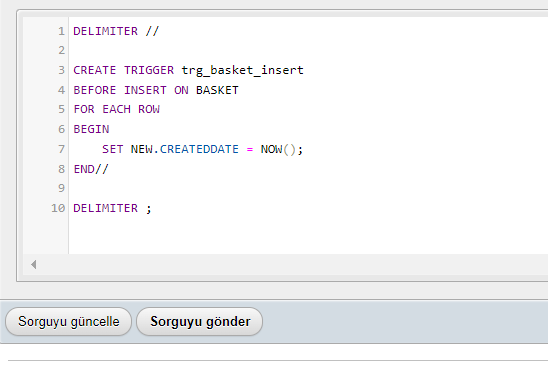 1 DELIMITER //
2
3 CREATE TRIGGER trg_basket_insert
4 BEFORE INSERT ON BASKET
5 FOR EACH ROW
6 BEGIN
7     SET NEW.CREATEDDATE = NOW();
8 END//
9
10 DELIMITER ;
Sorguyu güncelle Sorguyu gönder